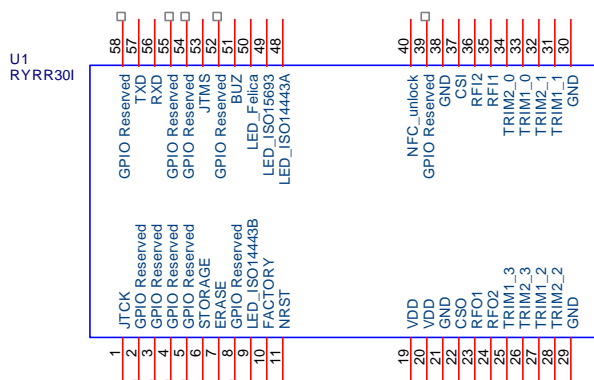 U1
RYRR30I
58
57
56
55
54
53
52
51
50
49
48
40
39
38
37
36
35
34
33
32
31
30
GPIO Reserved
TXD
RXD
GPIO Reserved
GPIO Reserved
JTMS
GPIO Reserved
BUZ
LED_Felica
LED_ISO15693
LED_ISO14443A
NFC_unlock
GPIO Reserved
GND
CSI
RFI2
RFI1
TRIM2_0
TRIM1_0
TRIM2_1
TRIM1_1
GND
JTCK
GPIO Reserved
GPIO Reserved
GPIO Reserved
GPIO Reserved
STORAGE
ERASE
GPIO Reserved
LED_ISO14443B
FACTORY
NRST
VDD
VDD
GND
CSO
RFO1
RFO2
TRIM1_3
TRIM2_3
TRIM1_2
TRIM2_2
GND
1
2
3
4
5
6
7
8
9
10
11
19
20
21
22
23
24
25
26
27
28
29